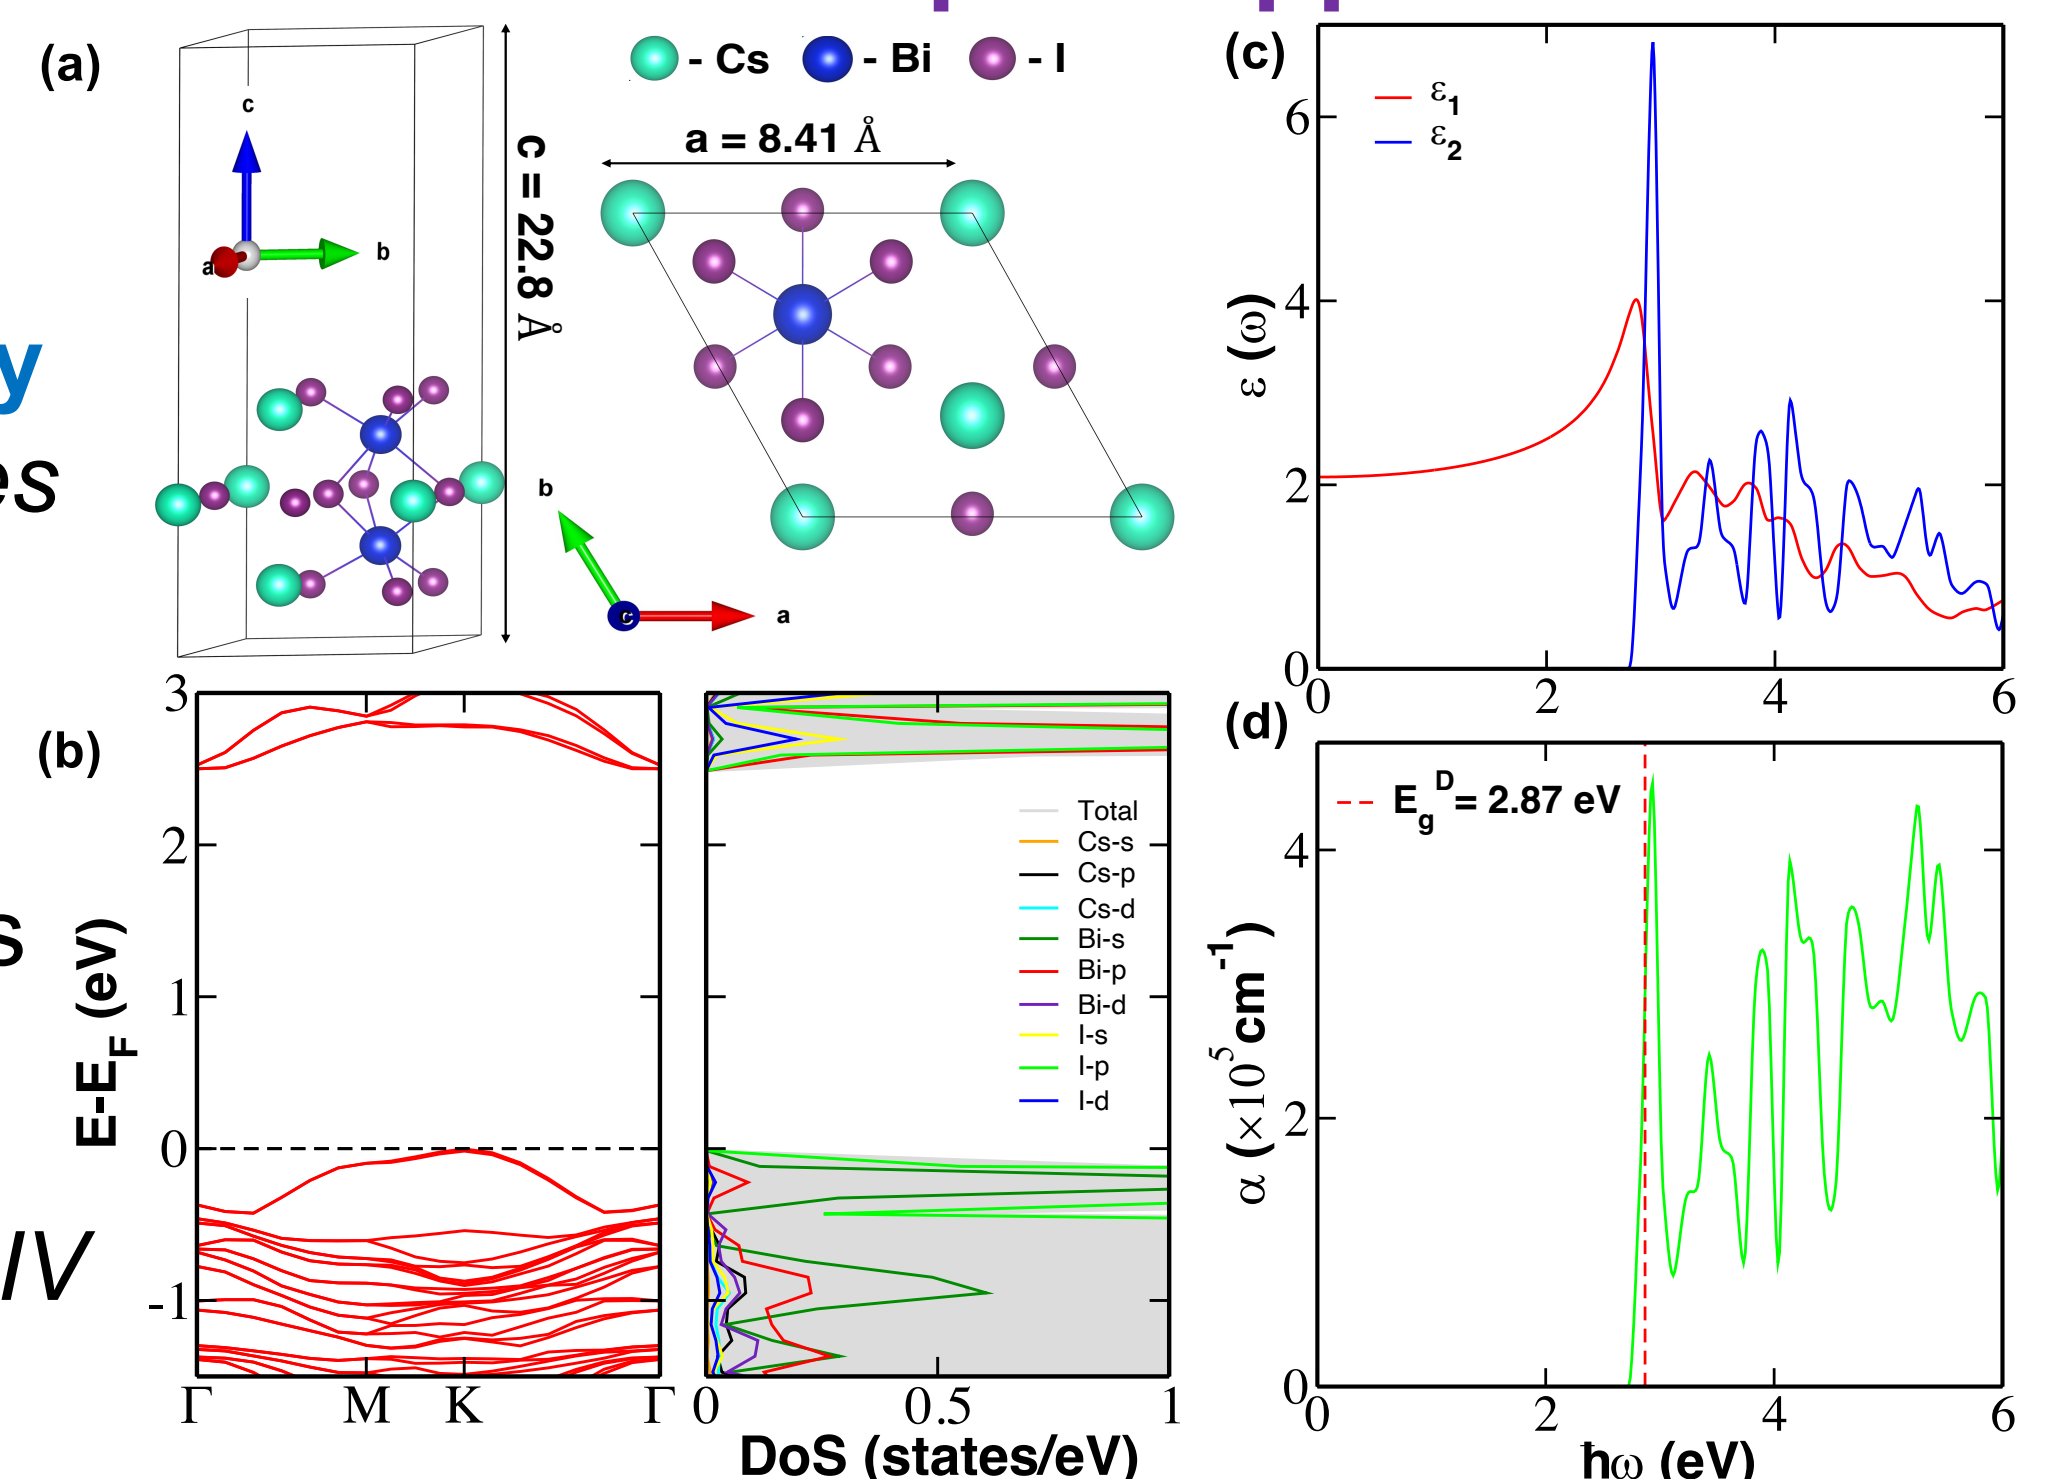 (a)
c
a
b
c = 22.8 Å
- Cs
- Bi
- I
a = 8.41 Å
b
c
a
y
es
s
IV
(b)
E-E_F (eV)
3
2
1
0
-1
Γ
M
K
Γ
Total
Cs-s
Cs-p
Cs-d
Bi-s
Bi-p
Bi-d
I-s
I-p
I-d
0
0.5
1
DoS (states/eV)
(c)
ε (ω)
ε1
ε2
6
4
2
0
0
2
4
6
(d)
E_g^D = 2.87 eV
α (×10^5 cm^-1)
4
2
0
0
2
4
6
ħω (eV)